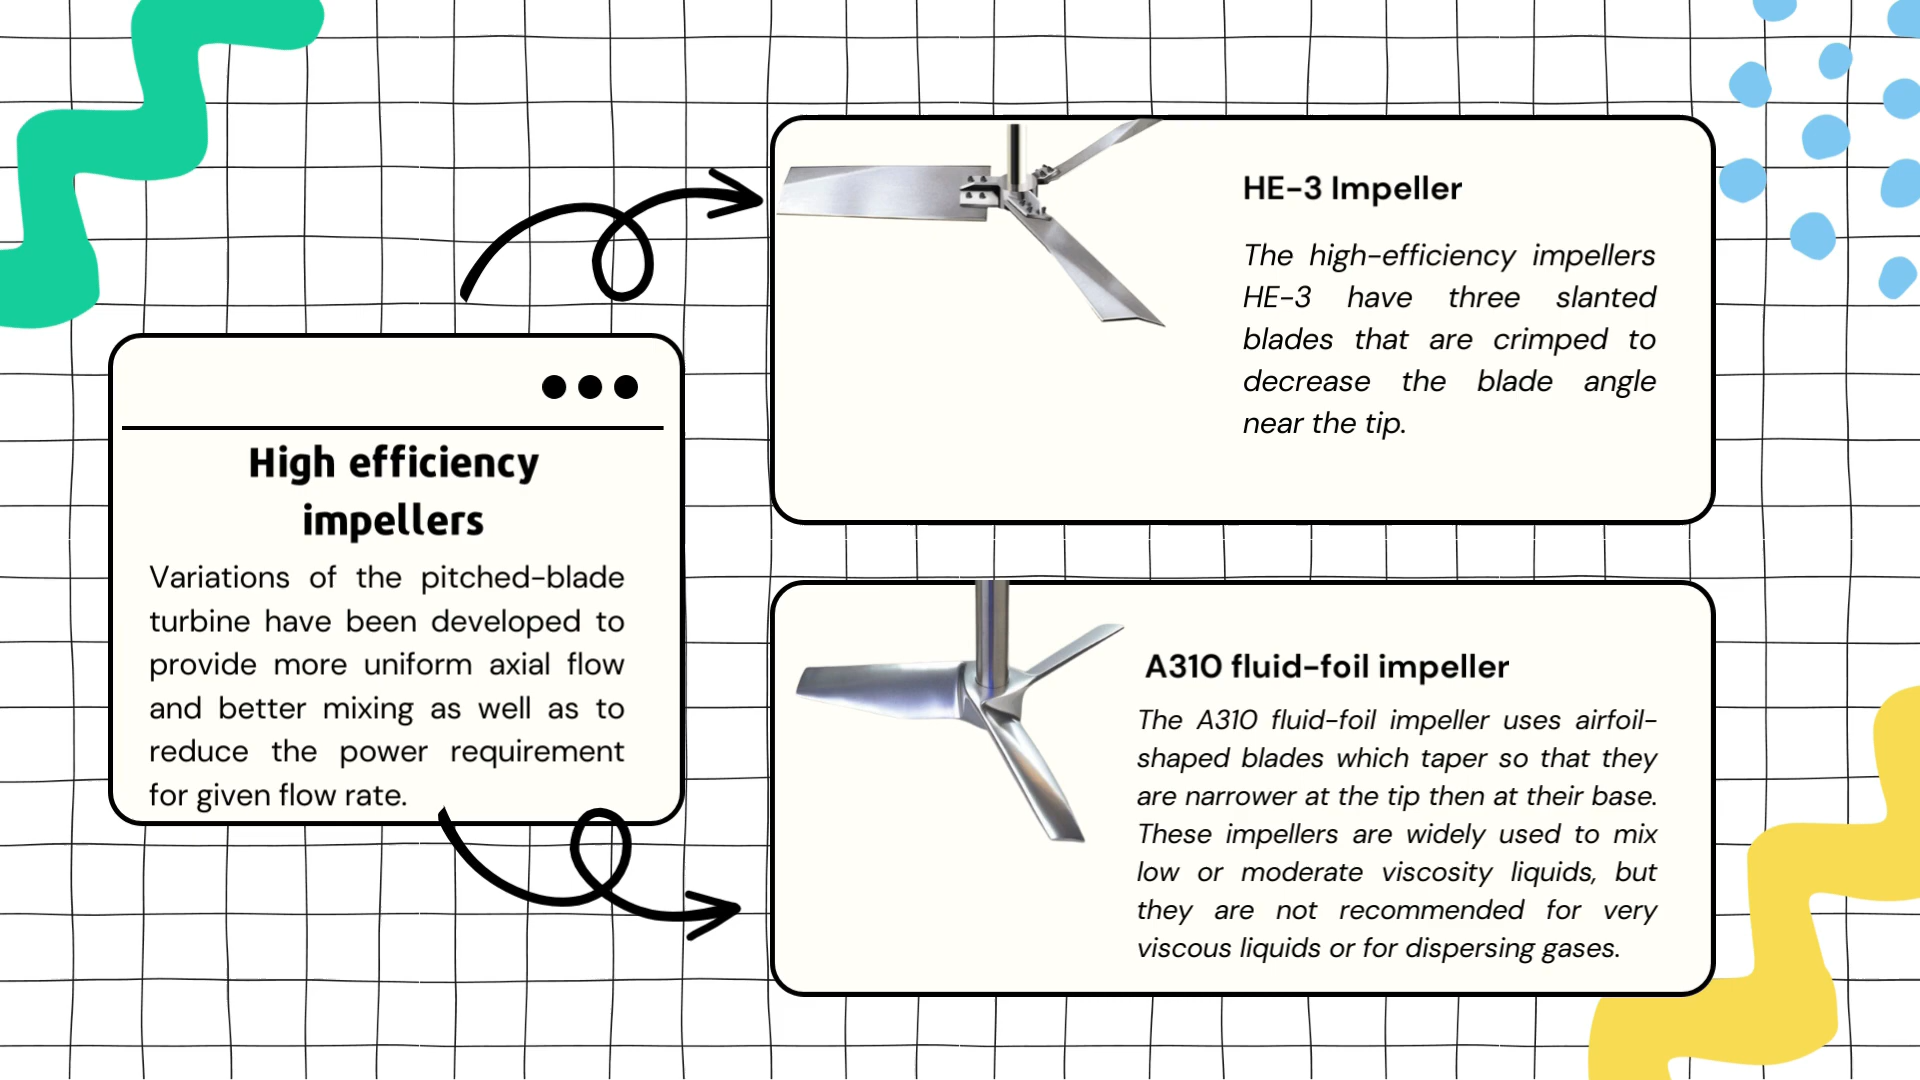 High efficiency
impellers
Variations of the pitched-blade
turbine have been developed to
provide more uniform axial flow
and better mixing as well as to
reduce the power requirement
for given flow rate.
HE-3 Impeller
The high-efficiency impellers
HE-3 have three slanted
blades that are crimped to
decrease the blade angle
near the tip.
A310 fluid-foil impeller
The A310 fluid-foil impeller uses airfoil-
shaped blades which taper so that they
are narrower at the tip then at their base.
These impellers are widely used to mix
low or moderate viscosity liquids, but
they are not recommended for very
viscous liquids or for dispersing gases.